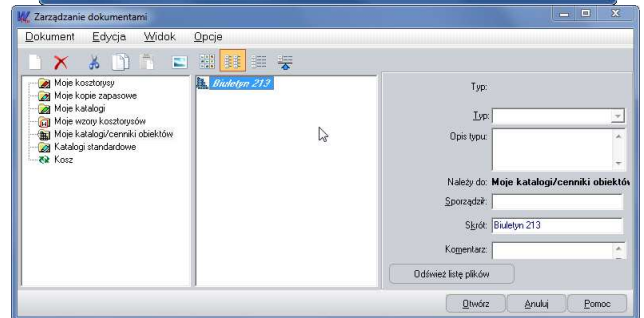 Zarządzanie dokumentami
Dokument Edycja Widok Opcje
Moje kosztorysy
Moje kopie zapasowe
Moje katalogi
Moje wzory kosztorysów
Moje katalogi/cenniki obiektów
Katalogi standardowe
Kosz
Biuletyn 213
Typ:
Typ:
Opis typu:
Należy do: Moje katalogi/cenniki obiektów
Sporządził:
Skrót: Biuletyn 213
Komentarz:
Odśwież listę plików
Otwórz Anuluj Pomoc